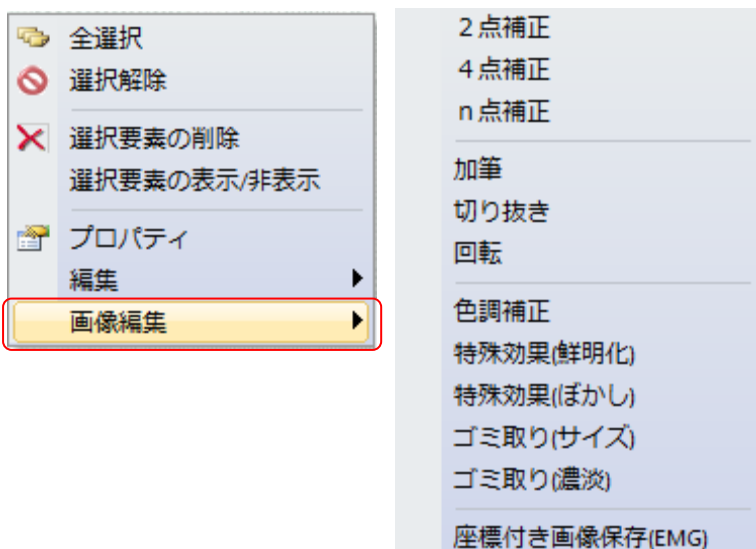 全選択
選択解除
選択要素の削除
選択要素の表示/非表示
プロパティ
編集
画像編集
２点補正
４点補正
n点補正
加筆
切り抜き
回転
色調補正
特殊効果(鮮明化)
特殊効果(ぼかし)
ゴミ取り(サイズ)
ゴミ取り(濃淡)
座標付き画像保存(EMG)